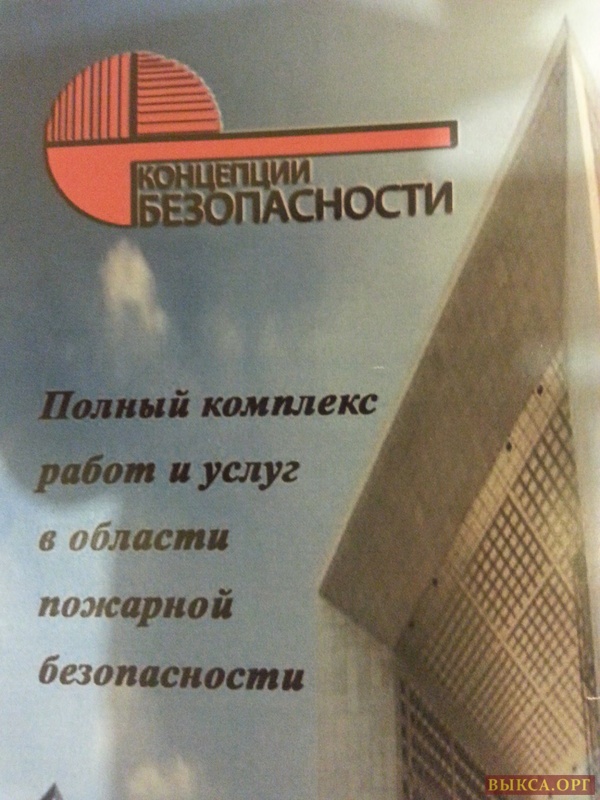 КОНЦЕПЦИИ
БЕЗОПАСНОСТИ
Полный комплекс
работ и услуг
в области
пожарной
безопасности
ВЫКСА.ОРГ